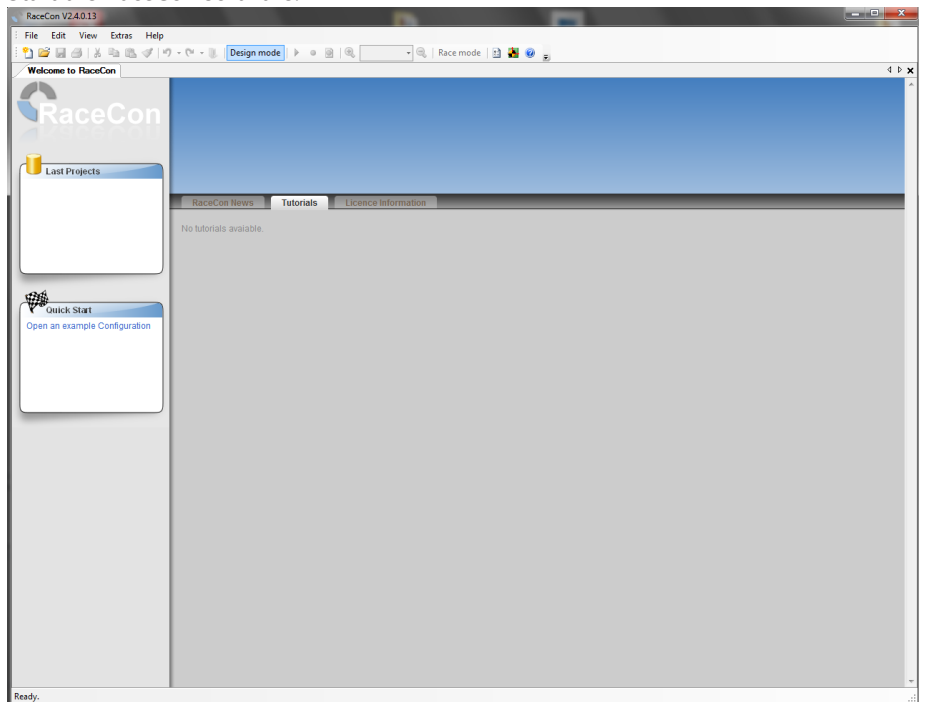 RaceCon V2.4.0.13
File Edit View Extras Help
Design mode Race mode
Welcome to RaceCon
RaceCon
Last Projects
RaceCon News Tutorials Licence Information
No tutorials avaiable.
Quick Start
Open an example Configuration
Ready.